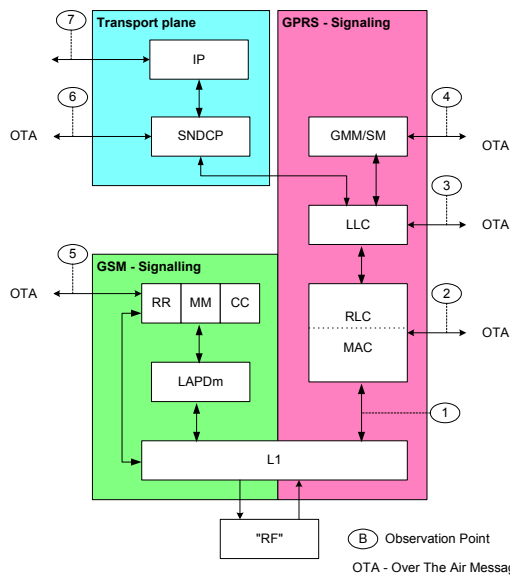 7
Transport plane
GPRS - Signaling
IP
6
4
OTA
SNDCP
GMM/SM
OTA
3
LLC
OTA
5
GSM - Signalling
OTA
RR
MM
CC
2
RLC
OTA
MAC
LAPDm
1
L1
"RF"
B
Observation Point
OTA - Over The Air Messag